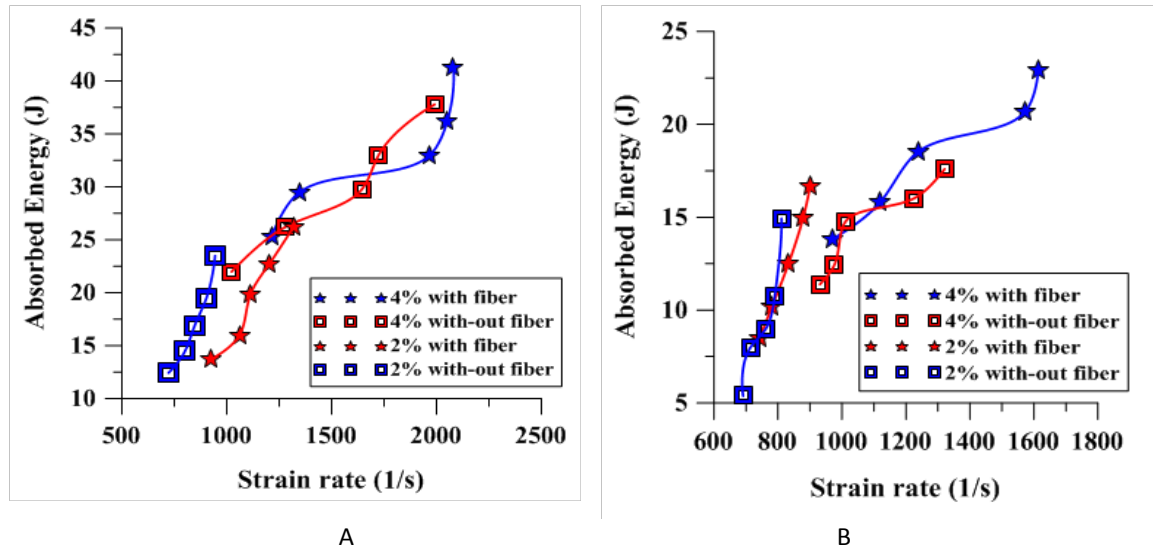 45
40
35
30
25
20
15
10
Absorbed Energy (J)
500 1000 1500 2000 2500
Strain rate (1/s)
4% with fiber
4% with-out fiber
2% with fiber
2% with-out fiber
A
25
20
15
10
5
Absorbed Energy (J)
600 800 1000 1200 1400 1600 1800
Strain rate (1/s)
4% with fiber
4% with-out fiber
2% with fiber
2% with-out fiber
B